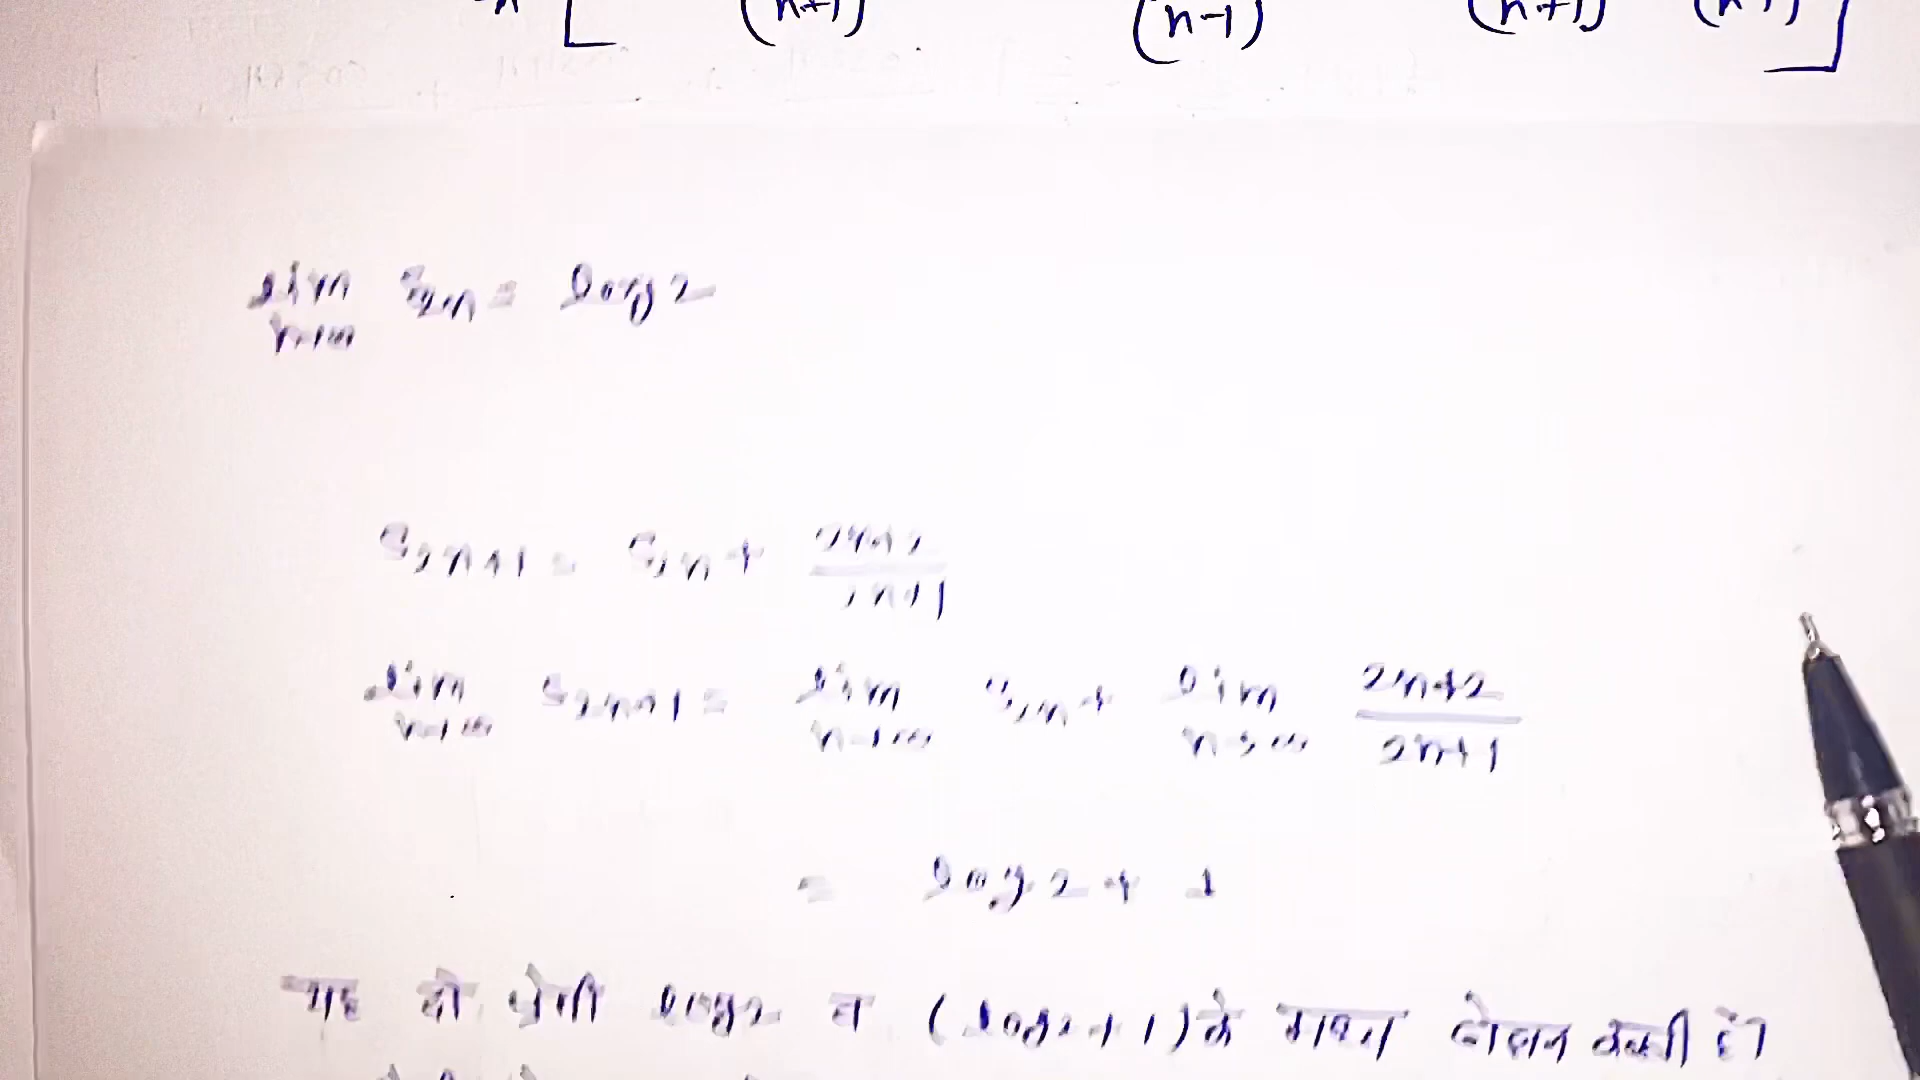 n [ (n+1) (n-1) (n+1) ]
lim n→∞ S2n = log 2
S2n+1 = S2n + 2n+2 / 2n+1
lim n→∞ S2n+1 = lim n→∞ S2n + lim n→∞ 2n+2 / 2n+1
= log 2 + 1
यह दो श्रेणी log2 व (log2+1) के मध्य दोलन करती है।